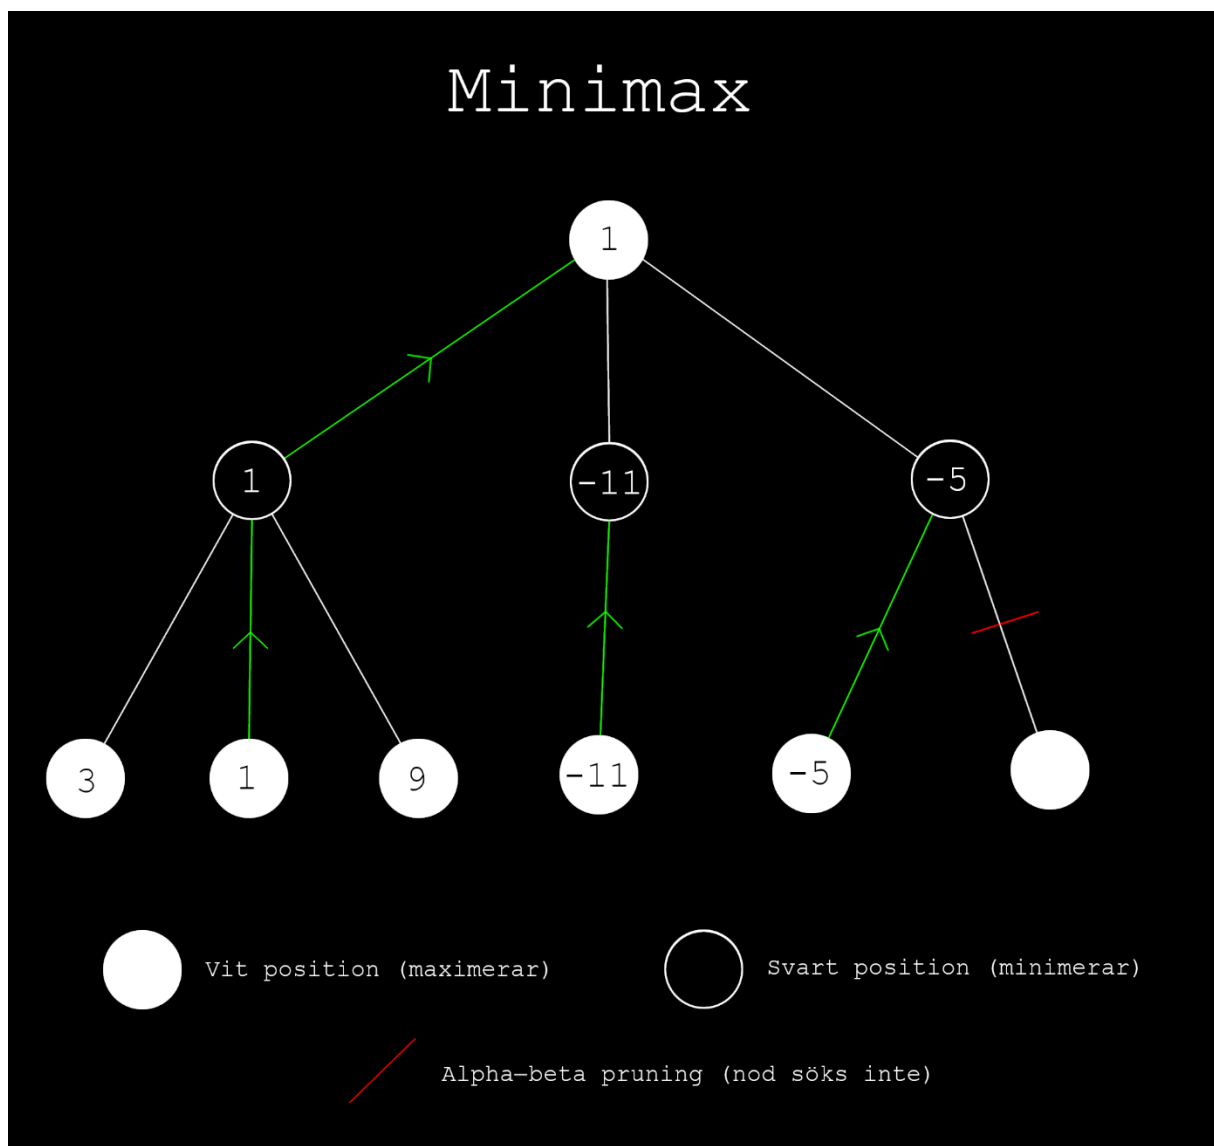 Minimax
1
1
-11
-5
3
1
9
-11
-5
Vit position (maximerar)
Svart position (minimerar)
Alpha–beta pruning (nod söks inte)